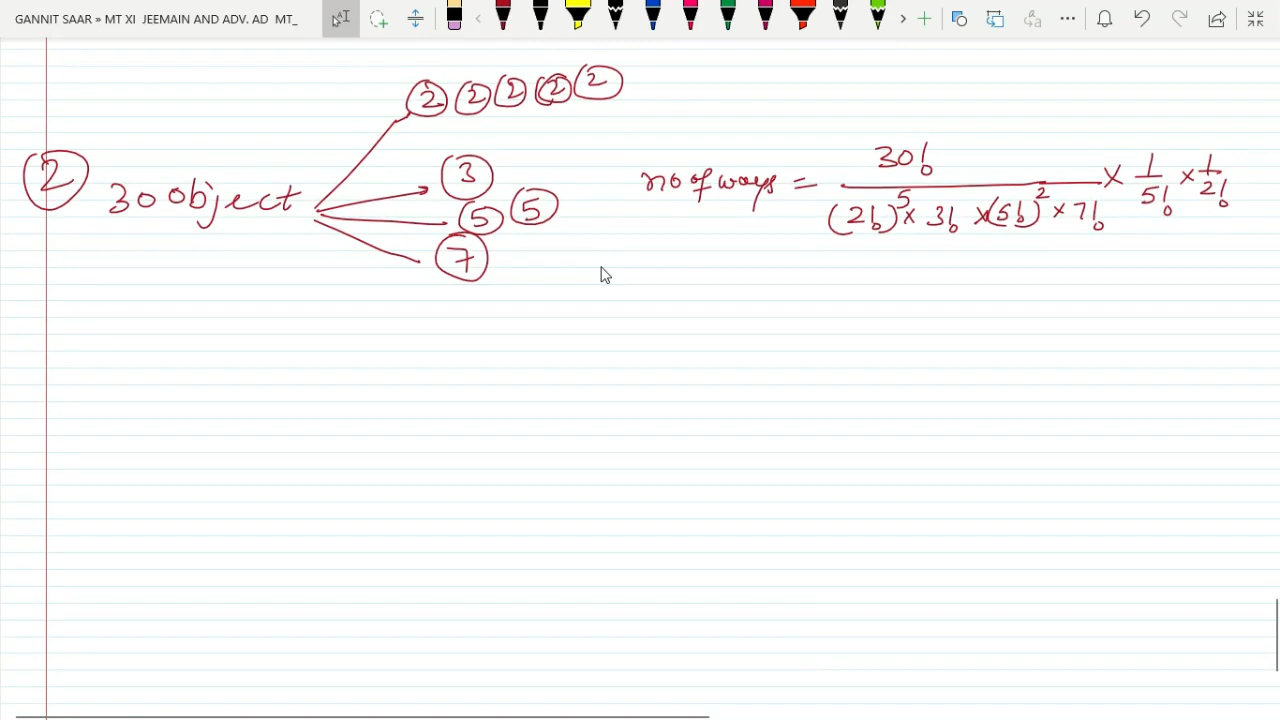 GANNIT SAAR » MT XI JEEMAIN AND ADV. AD MT_
2 2 2 2 2
2 30 Object
3
5 5
7
no of ways = 30! / ((2!)^5 × 3! × (5!)^2 × 7!) × 1/5! × 1/2!